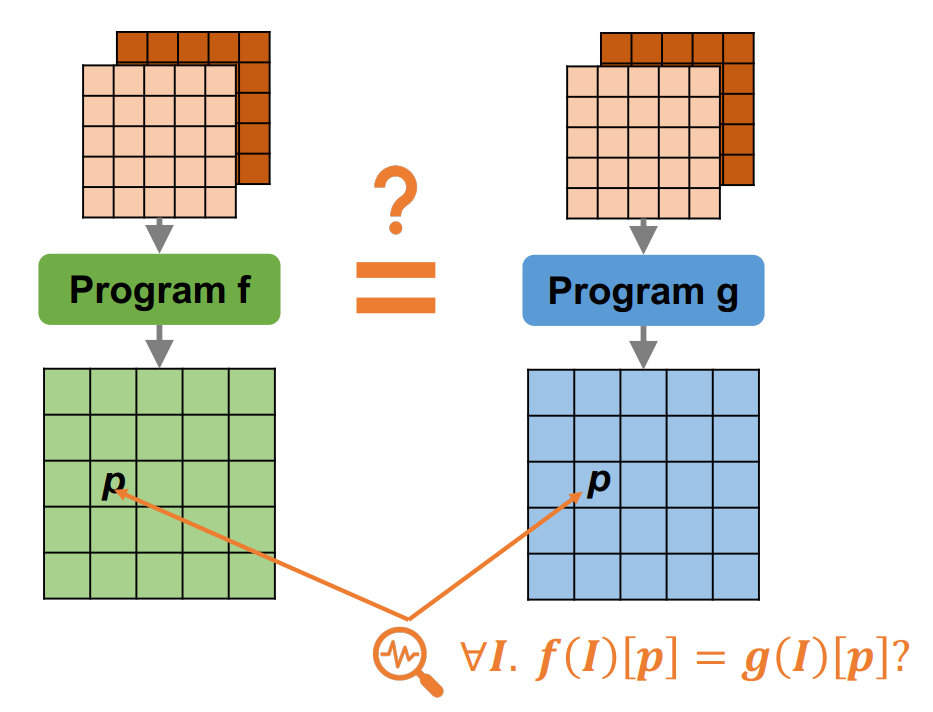 ?
=
Program f
Program g
p
p
∀I. f(I)[p] = g(I)[p]?